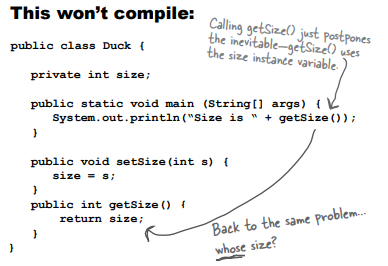 This won't compile:
Calling getSize() just postpones
the inevitable—getSize() uses
the size instance variable.
public class Duck {
private int size;
public static void main (String[] args) {
System.out.println(“Size is “ + getSize());
}
public void setSize(int s) {
size = s;
}
public int getSize() {
return size;
}
}
Back to the same problem...
whose size?